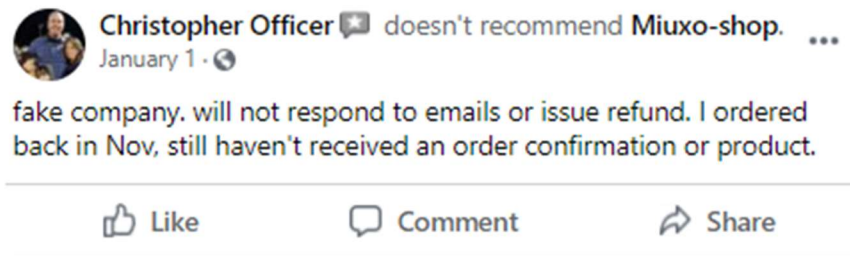 Christopher Officer doesn't recommend Miuxo-shop.
January 1 ·
fake company. will not respond to emails or issue refund. I ordered
back in Nov, still haven't received an order confirmation or product.
Like Comment Share